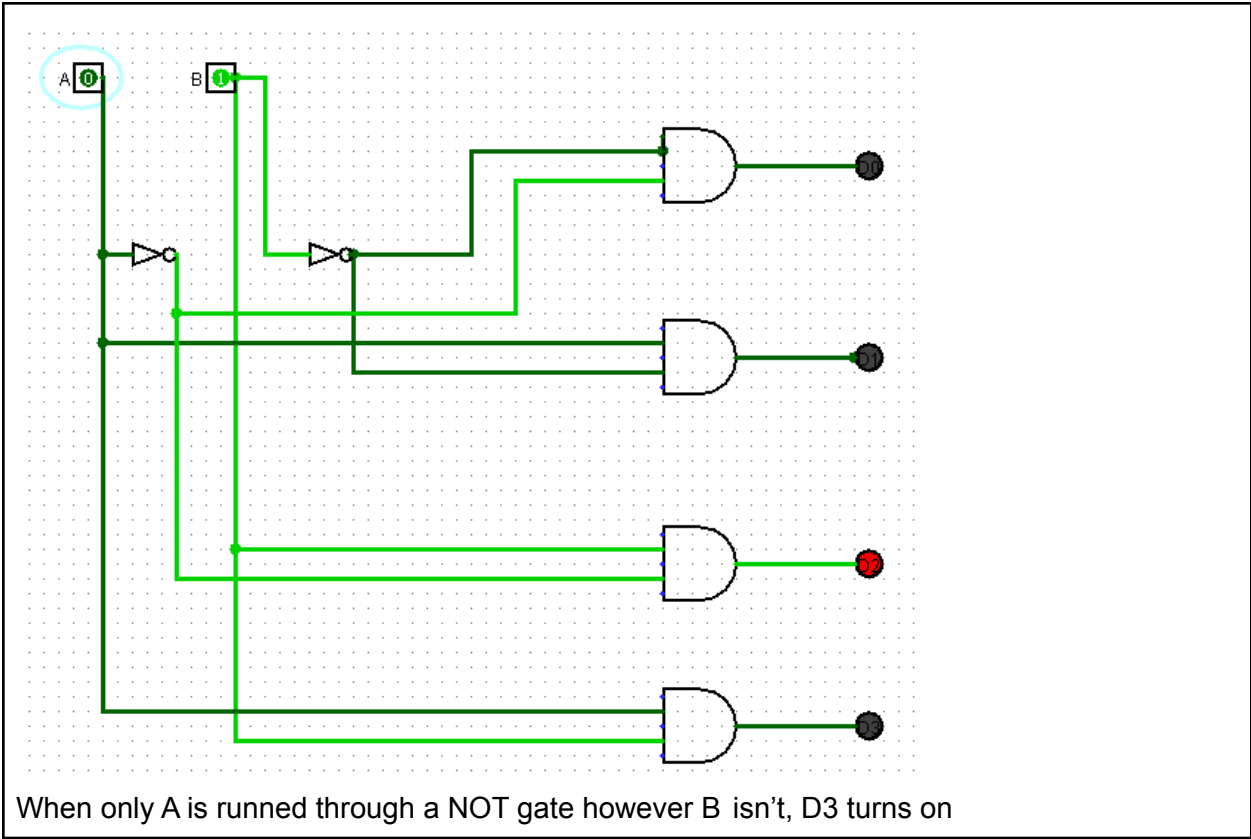 A 0 B 1
D0
D1
D2
D3
When only A is runned through a NOT gate however B isn’t, D3 turns on